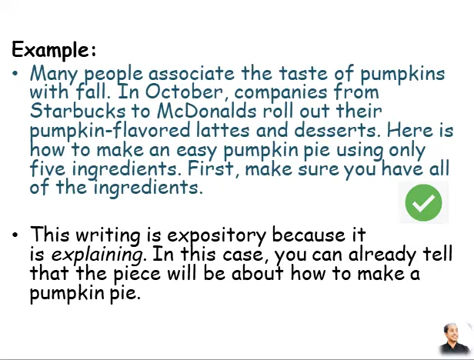 Example:
• Many people associate the taste of pumpkins
with fall. In October, companies from
Starbucks to McDonalds roll out their
pumpkin-flavored lattes and desserts. Here is
how to make an easy pumpkin pie using only
five ingredients. First, make sure you have all
of the ingredients.
• This writing is expository because it
is explaining. In this case, you can already tell
that the piece will be about how to make a
pumpkin pie.